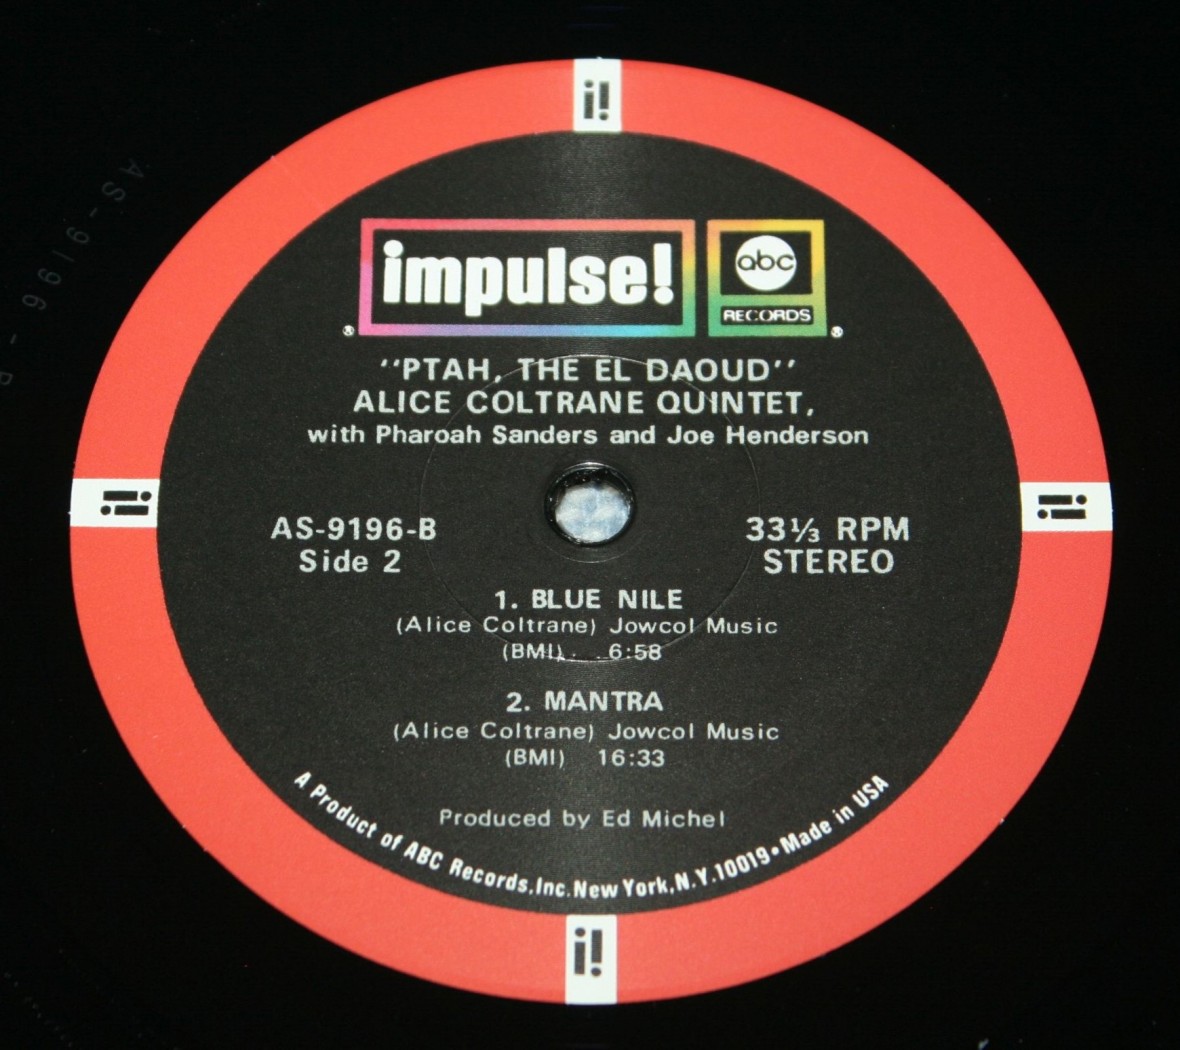 i!
impulse!
abc
RECORDS
® ®
"PTAH, THE EL DAOUD"
ALICE COLTRANE QUINTET,
with Pharoah Sanders and Joe Henderson
i! i!
AS-9196-B 33⅓ RPM
Side 2 STEREO
1. BLUE NILE
(Alice Coltrane) Jowcol Music
(BMI) 6:58
2. MANTRA
(Alice Coltrane) Jowcol Music
(BMI) 16:33
Produced by Ed Michel
A Product of ABC Records, Inc. New York, N.Y. 10019 • Made in USA
i!
AS-9196-B